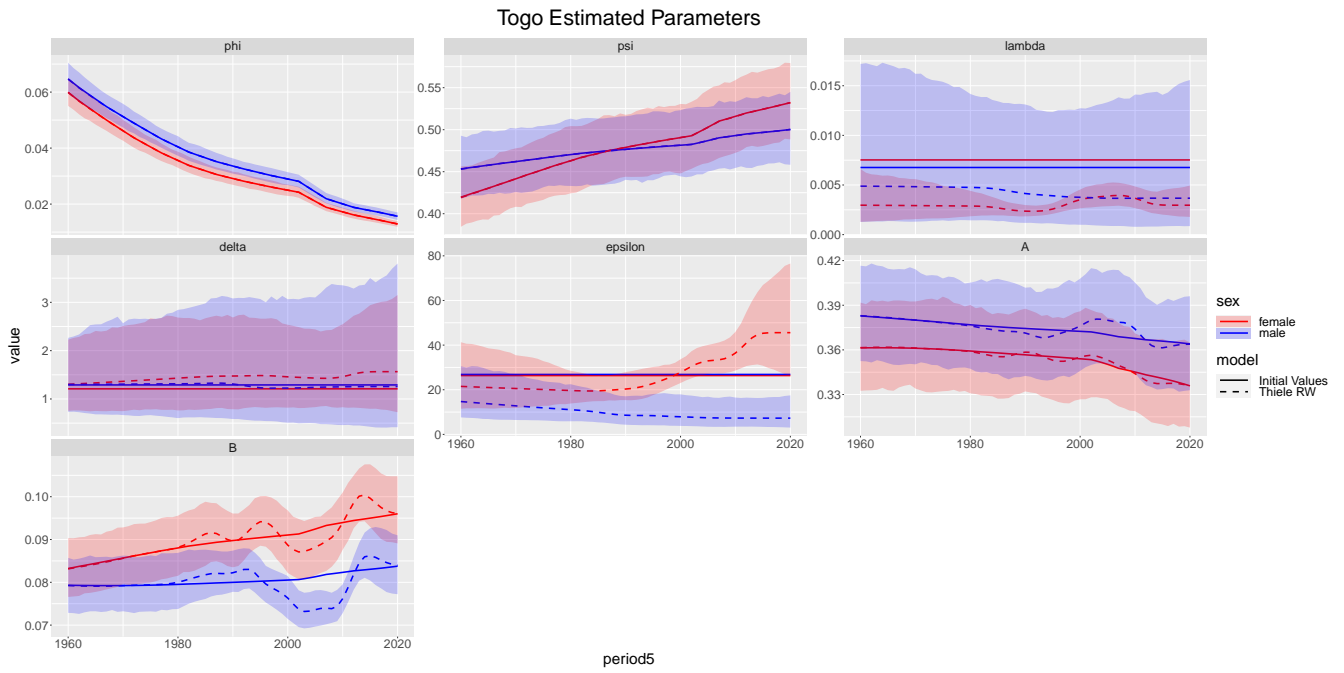 Togo Estimated Parameters
phi
psi
lambda
0.06
0.04
0.02
0.55
0.50
0.45
0.40
0.015
0.010
0.005
0.000
delta
epsilon
A
3
2
1
80
60
40
20
0
1960
1980
2000
2020
0.42
0.39
0.36
0.33
1960
1980
2000
2020
B
0.10
0.09
0.08
0.07
1960
1980
2000
2020
value
period5
sex
female
male
model
Initial Values
Thiele RW